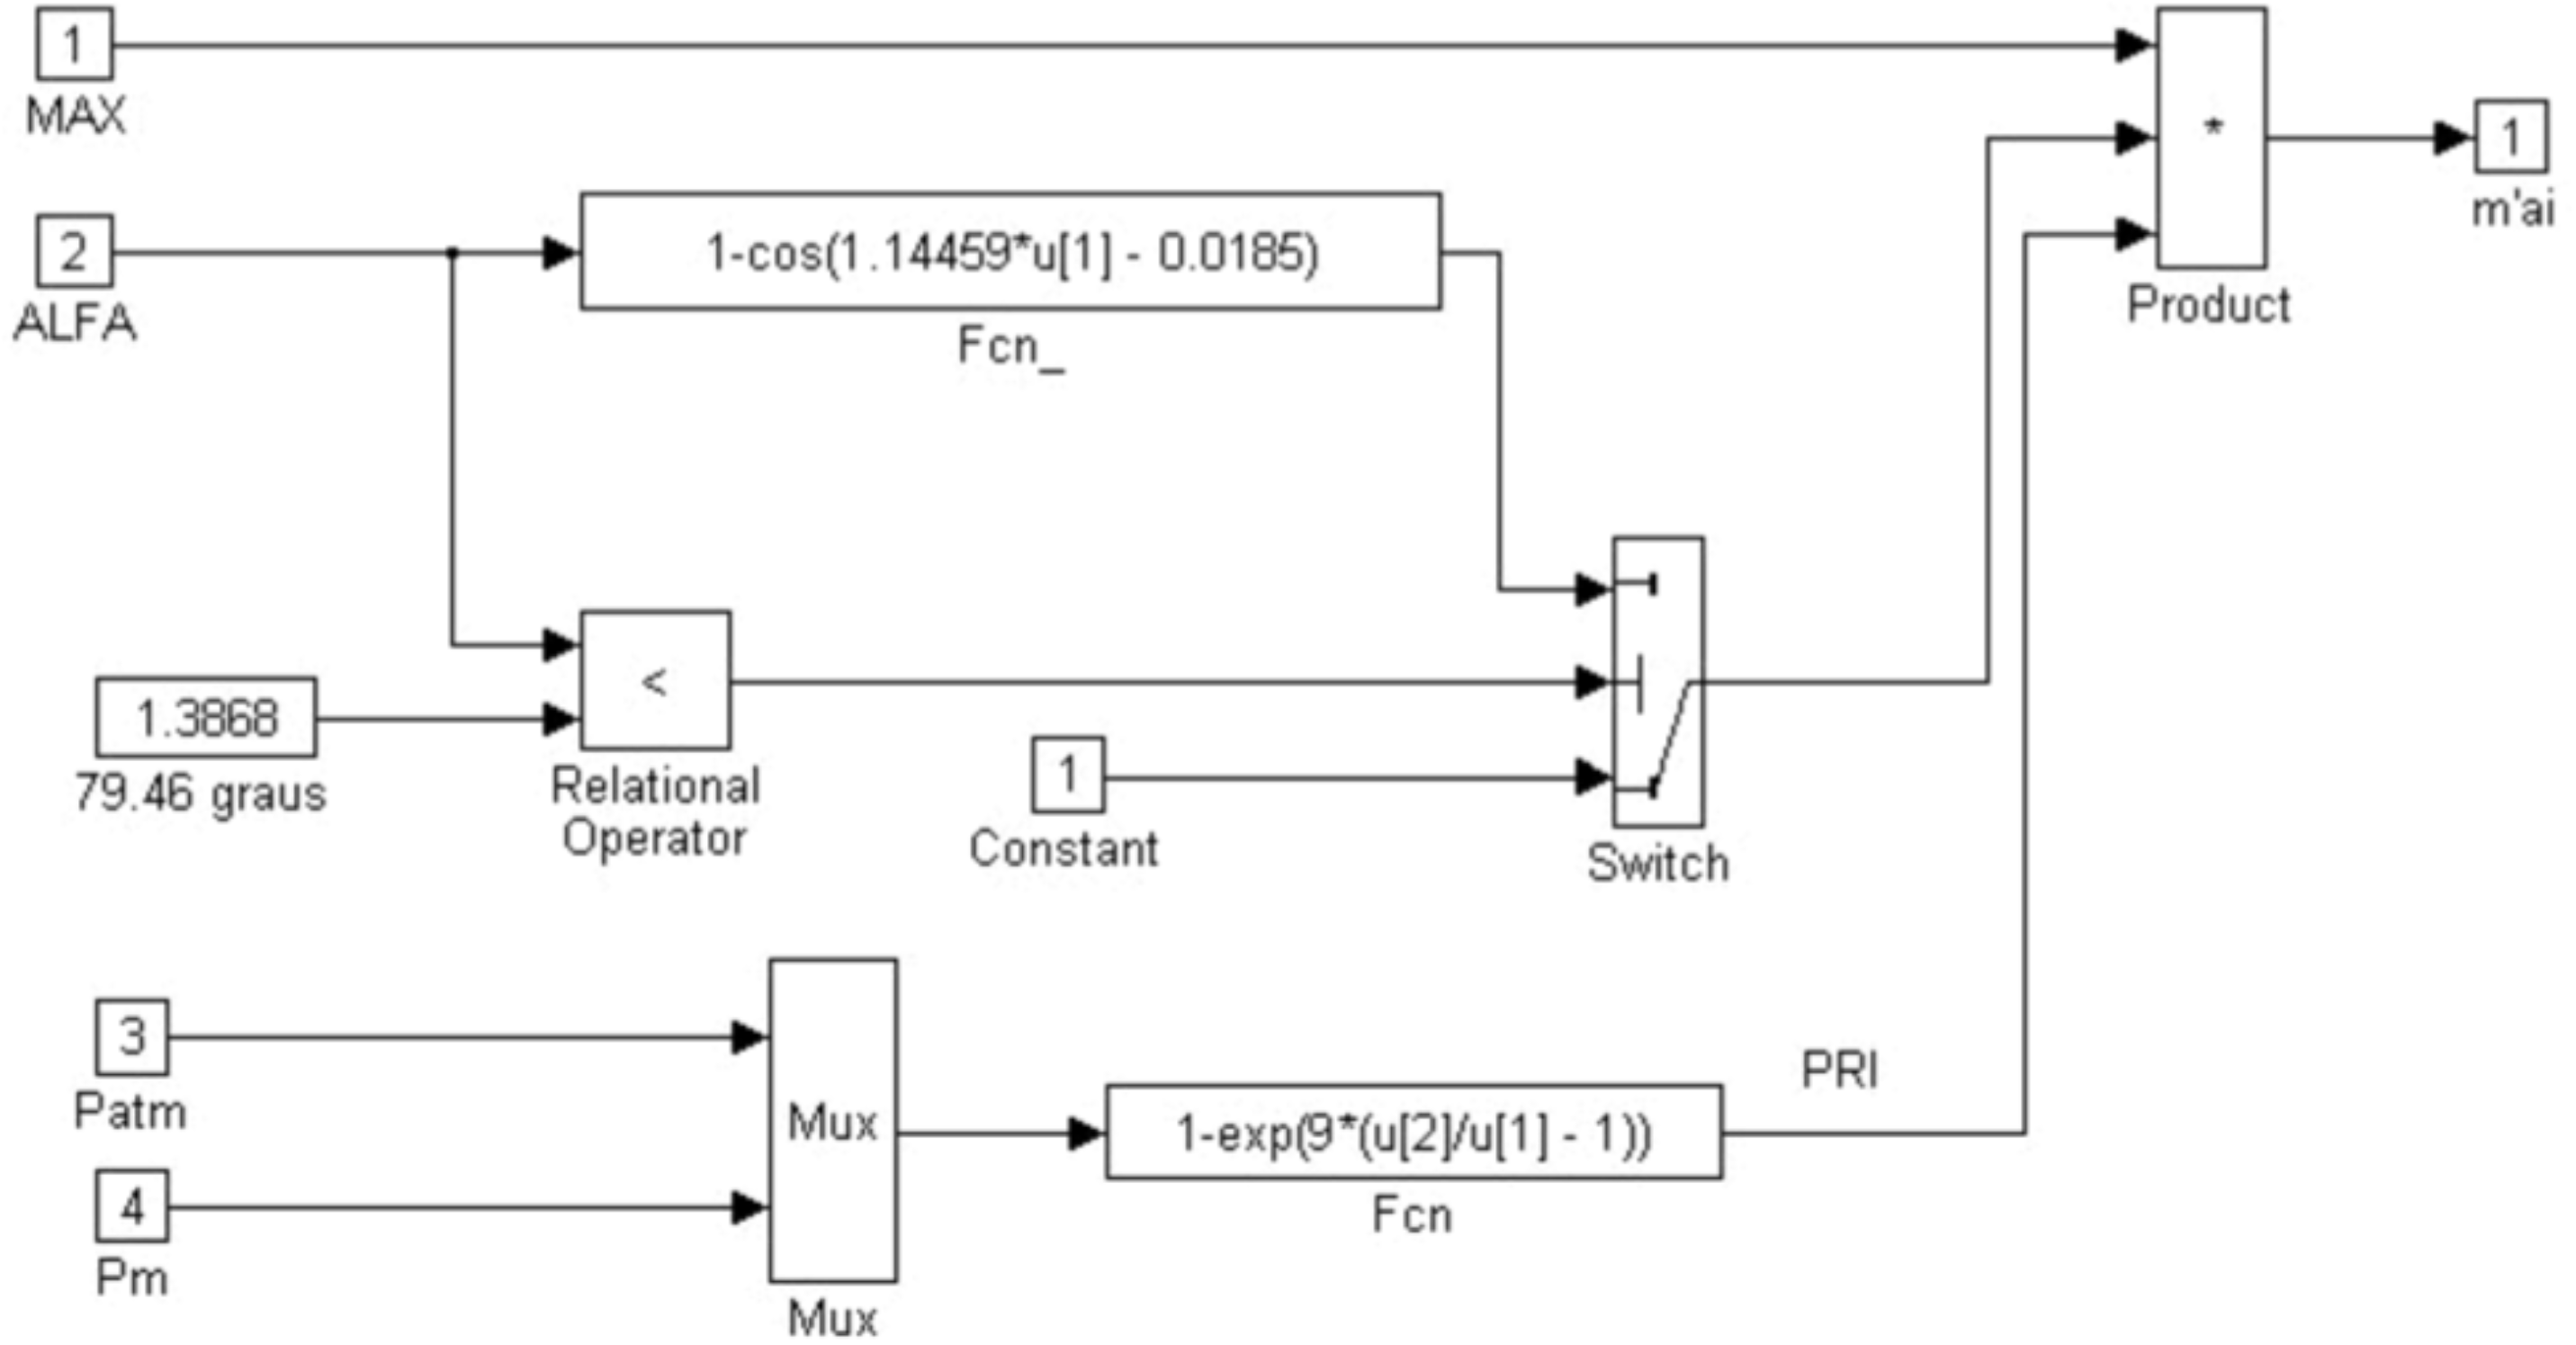 1
MAX
*
1
m'ai
Product
2
ALFA
1-cos(1.14459*u[1] - 0.0185)
Fcn_
1.3868
79.46 graus
<
Relational
Operator
1
Constant
Switch
3
Patm
4
Pm
Mux
Mux
1-exp(9*(u[2]/u[1] - 1))
Fcn
PRI